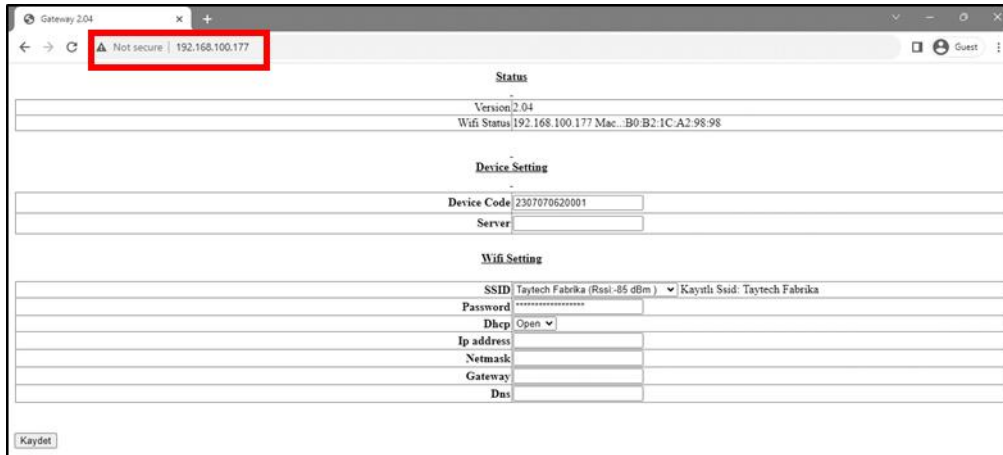 Gateway 2.04
Not secure | 192.168.100.177
Guest
Status
Version 2.04
Wifi Status 192.168.100.177 Mac..:B0:B2:1C:A2:98:98
Device Setting
Device Code 2307070620001
Server
Wifi Setting
SSID Taytech Fabrika (Rssi:-85 dBm ) Kayıtlı Ssid: Taytech Fabrika
Password ******************
Dhcp Open
Ip address
Netmask
Gateway
Dns
Kaydet